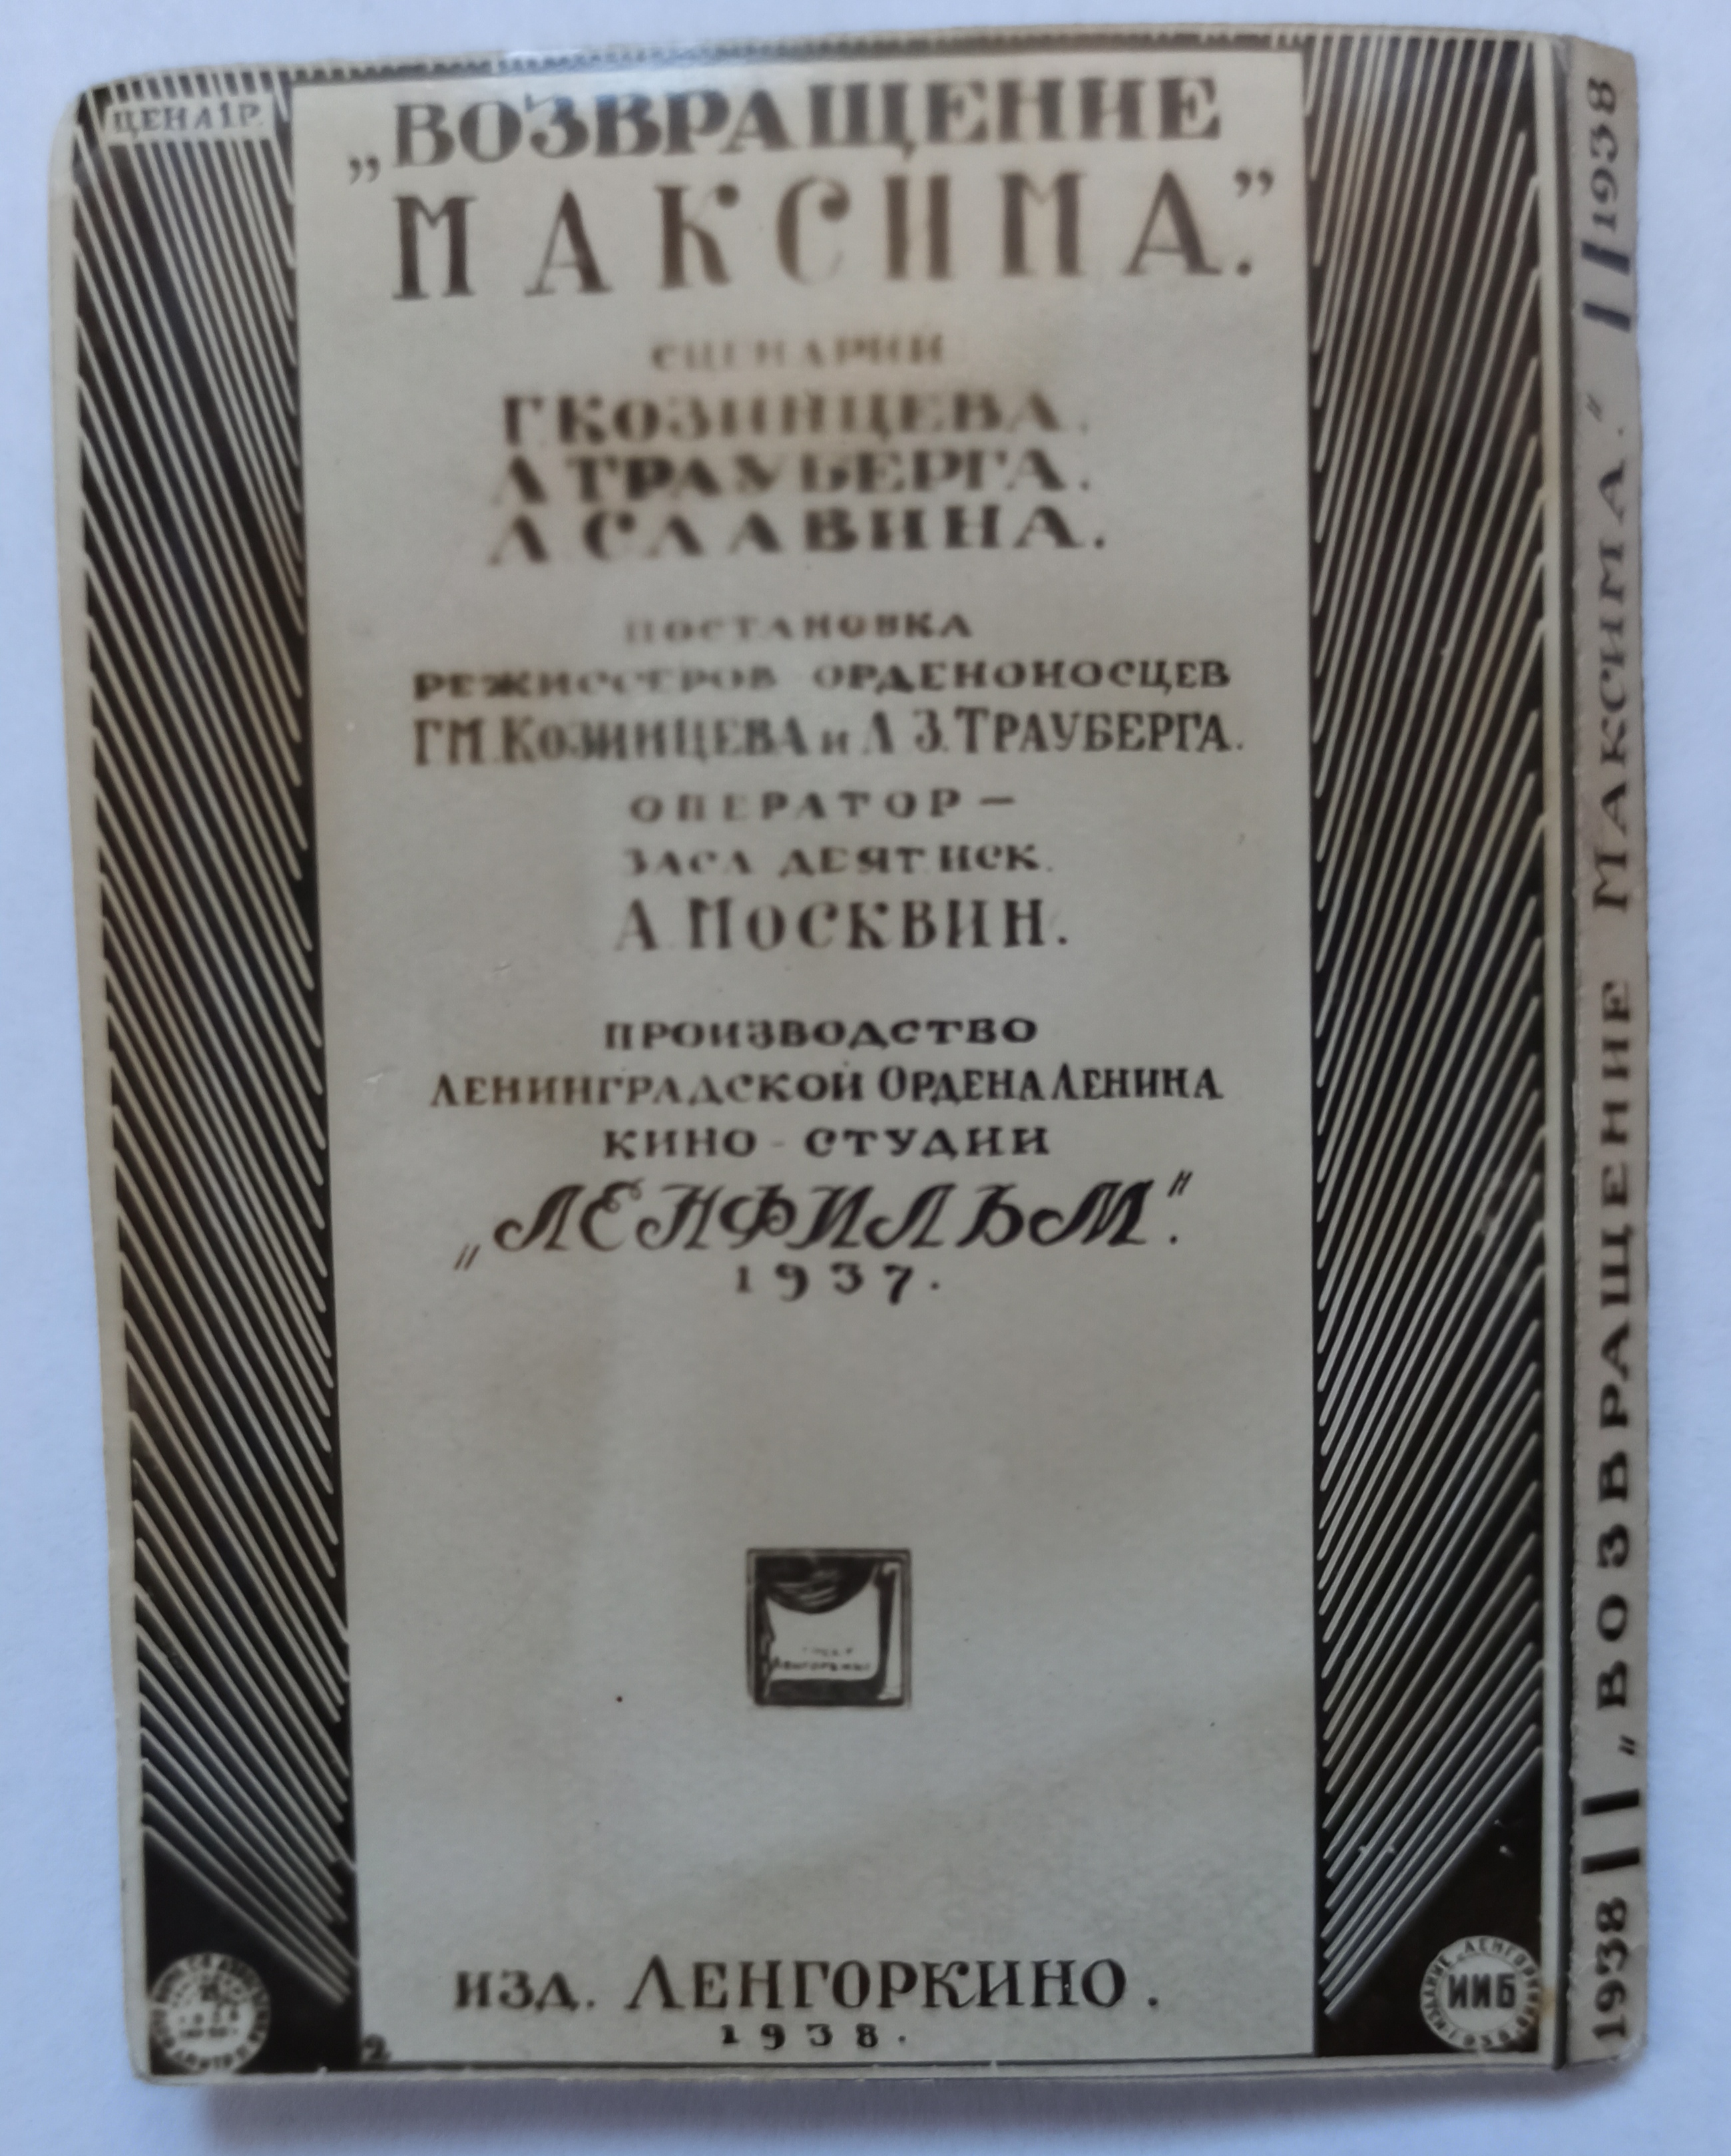 ЦЕНА 1 Р.
„ВОЗВРАЩЕНИЕ
МАКСИМА.”
СЦЕНАРИЙ
Г. КОЗИНЦЕВА.
Л ТРАУБЕРГА.
Л СЛАВИНА.
ПОСТАНОВКА
РЕЖИССЕРОВ ОРДЕНОНОСЦЕВ
Г.М. КОЗИНЦЕВА и Л З. ТРАУБЕРГА.
ОПЕРАТОР —
ЗАСЛ ДЕЯТ ИСК.
А. МОСКВИН.
ПРОИЗВОДСТВО
ЛЕНИНГРАДСКОЙ ОРДЕНА ЛЕНИНА
КИНО - СТУДИИ
„ЛЕНФИЛЬМ".
1937.
ИЗД. ЛЕНГОРКИНО.
1938.
ИИБ
1938 || „ВОЗВРАЩЕНИЕ МАКСИМА." || 1938